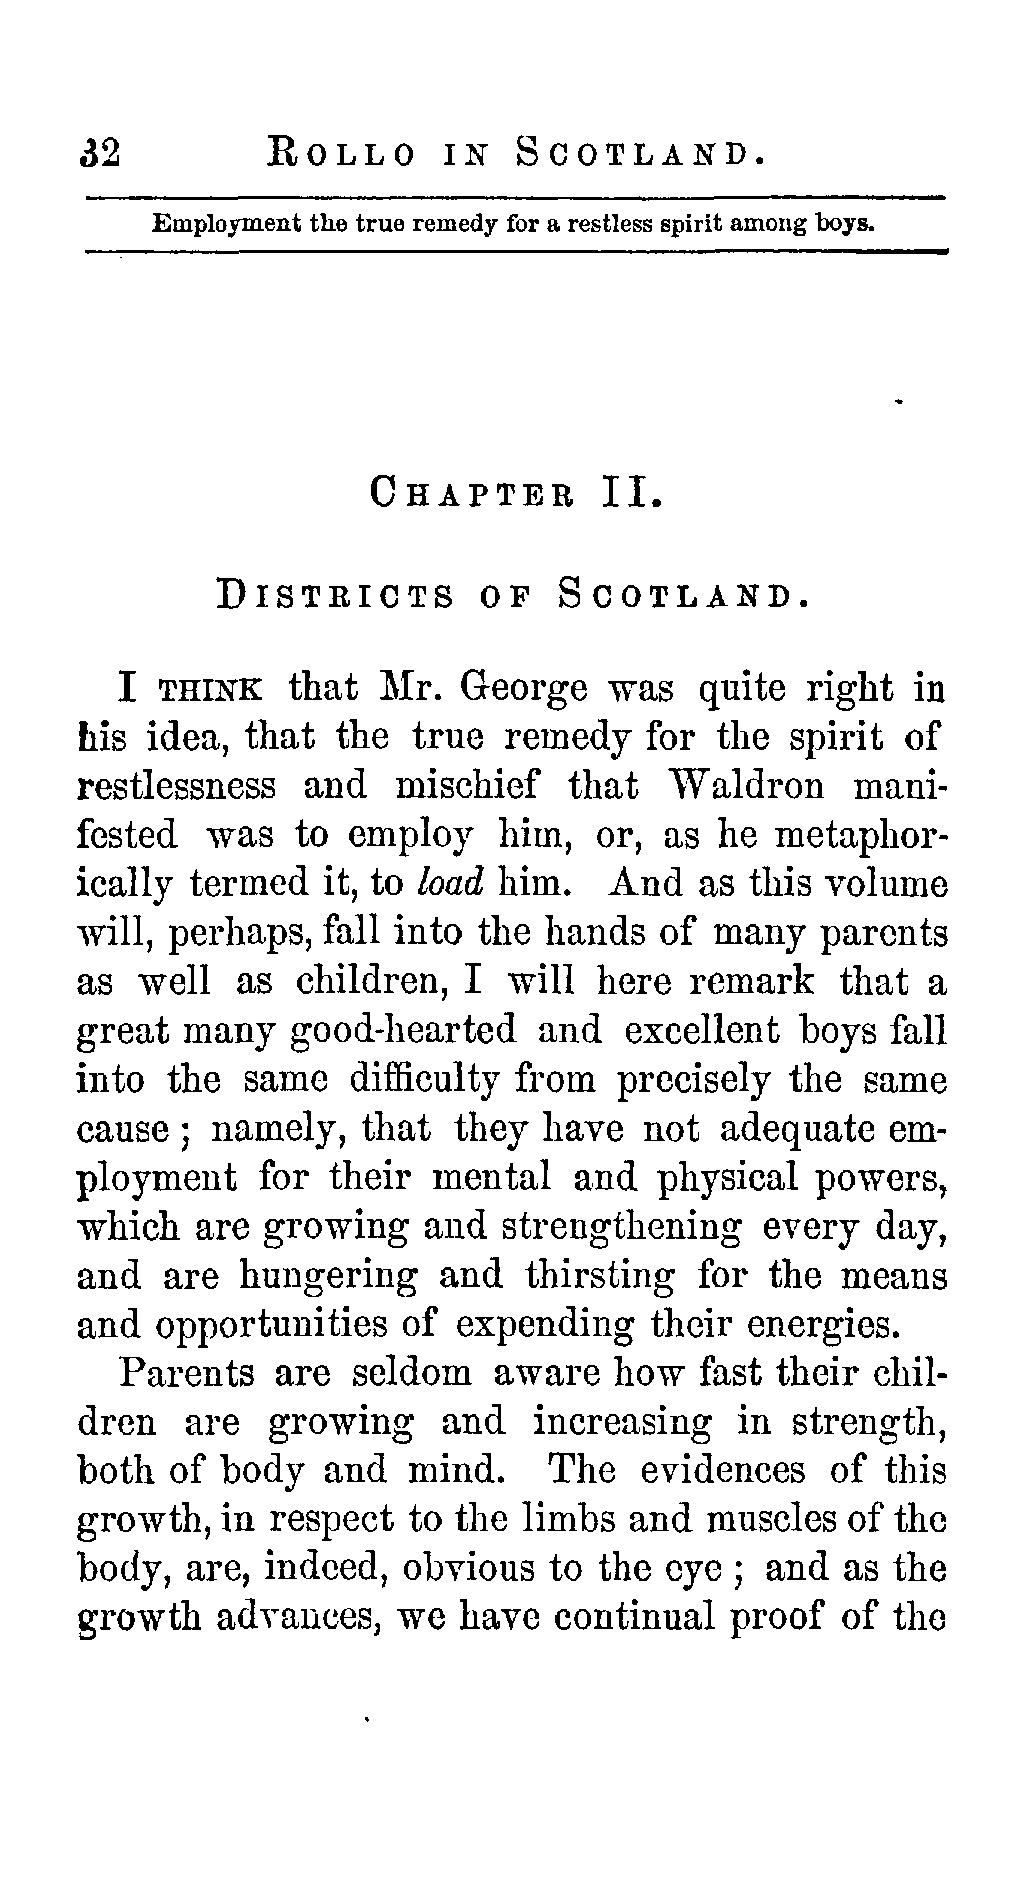 32 ROLLO IN SCOTLAND.
Employment the true remedy for a restless spirit among boys.
CHAPTER II.
DISTRICTS OF SCOTLAND.
I THINK that Mr. George was quite right in
his idea, that the true remedy for the spirit of
restlessness and mischief that Waldron mani-
fested was to employ him, or, as he metaphor-
ically termed it, to load him. And as this volume
will, perhaps, fall into the hands of many parents
as well as children, I will here remark that a
great many good-hearted and excellent boys fall
into the same difficulty from precisely the same
cause ; namely, that they have not adequate em-
ployment for their mental and physical powers,
which are growing and strengthening every day,
and are hungering and thirsting for the means
and opportunities of expending their energies.
Parents are seldom aware how fast their chil-
dren are growing and increasing in strength,
both of body and mind. The evidences of this
growth, in respect to the limbs and muscles of the
body, are, indeed, obvious to the eye ; and as the
growth advances, we have continual proof of the